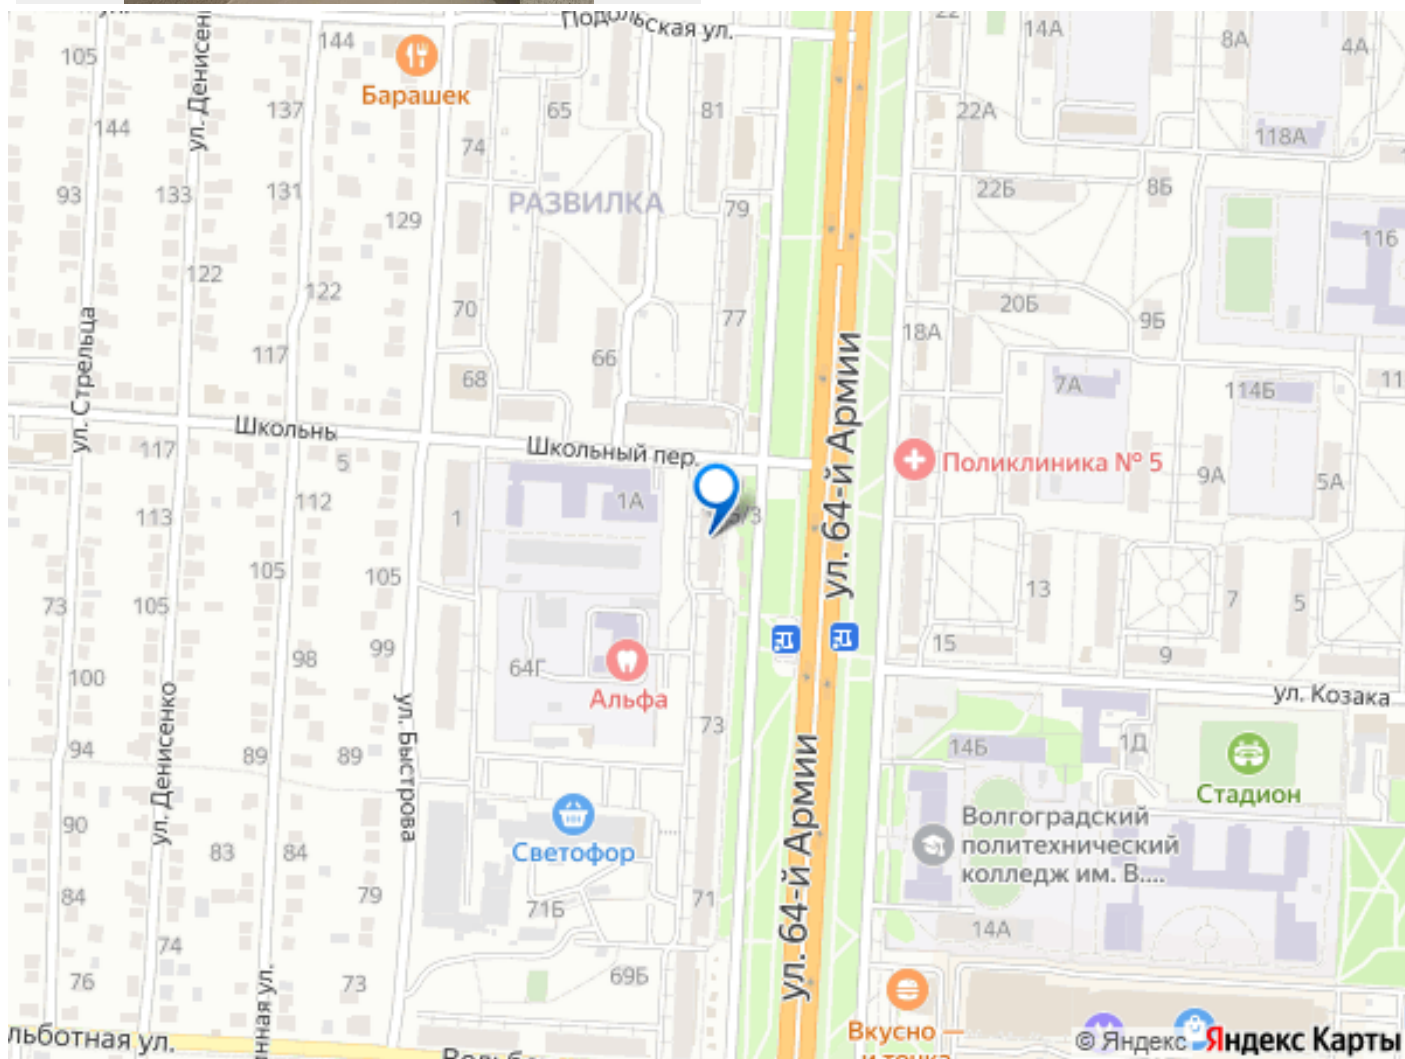 Подольская ул.
22
14А
8А
4А
105
ул. Денисенко
144
Барашек
137
65
81
22А
118А
144
74
93
133
131
129
РАЗВИЛКА
79
22Б
8Б
116
122
122
70
77
20Б
9Б
18А
ул. Стрельца
117
66
68
7А
114Б
11
ул. 64-й Армии
Школьны
Школьный пер.
117
5
Поликлиника № 5
9А
5А
112
1А
1
113
105
105
13
7
5
73
105
99
98
15
9
100
64Г
Альфа
ул. Козака
73
94
89
89
14Б
1Д
ул. Денисенко
ул. Быстрова
Стадион
90
83
84
Светофор
Волгоградский
политехнический
колледж им. В....
84
79
71Б
71
14А
ул. 64-й Армии
74
76
73
69Б
Вкусно —
и точка
© Яндекс Яндекс Карты